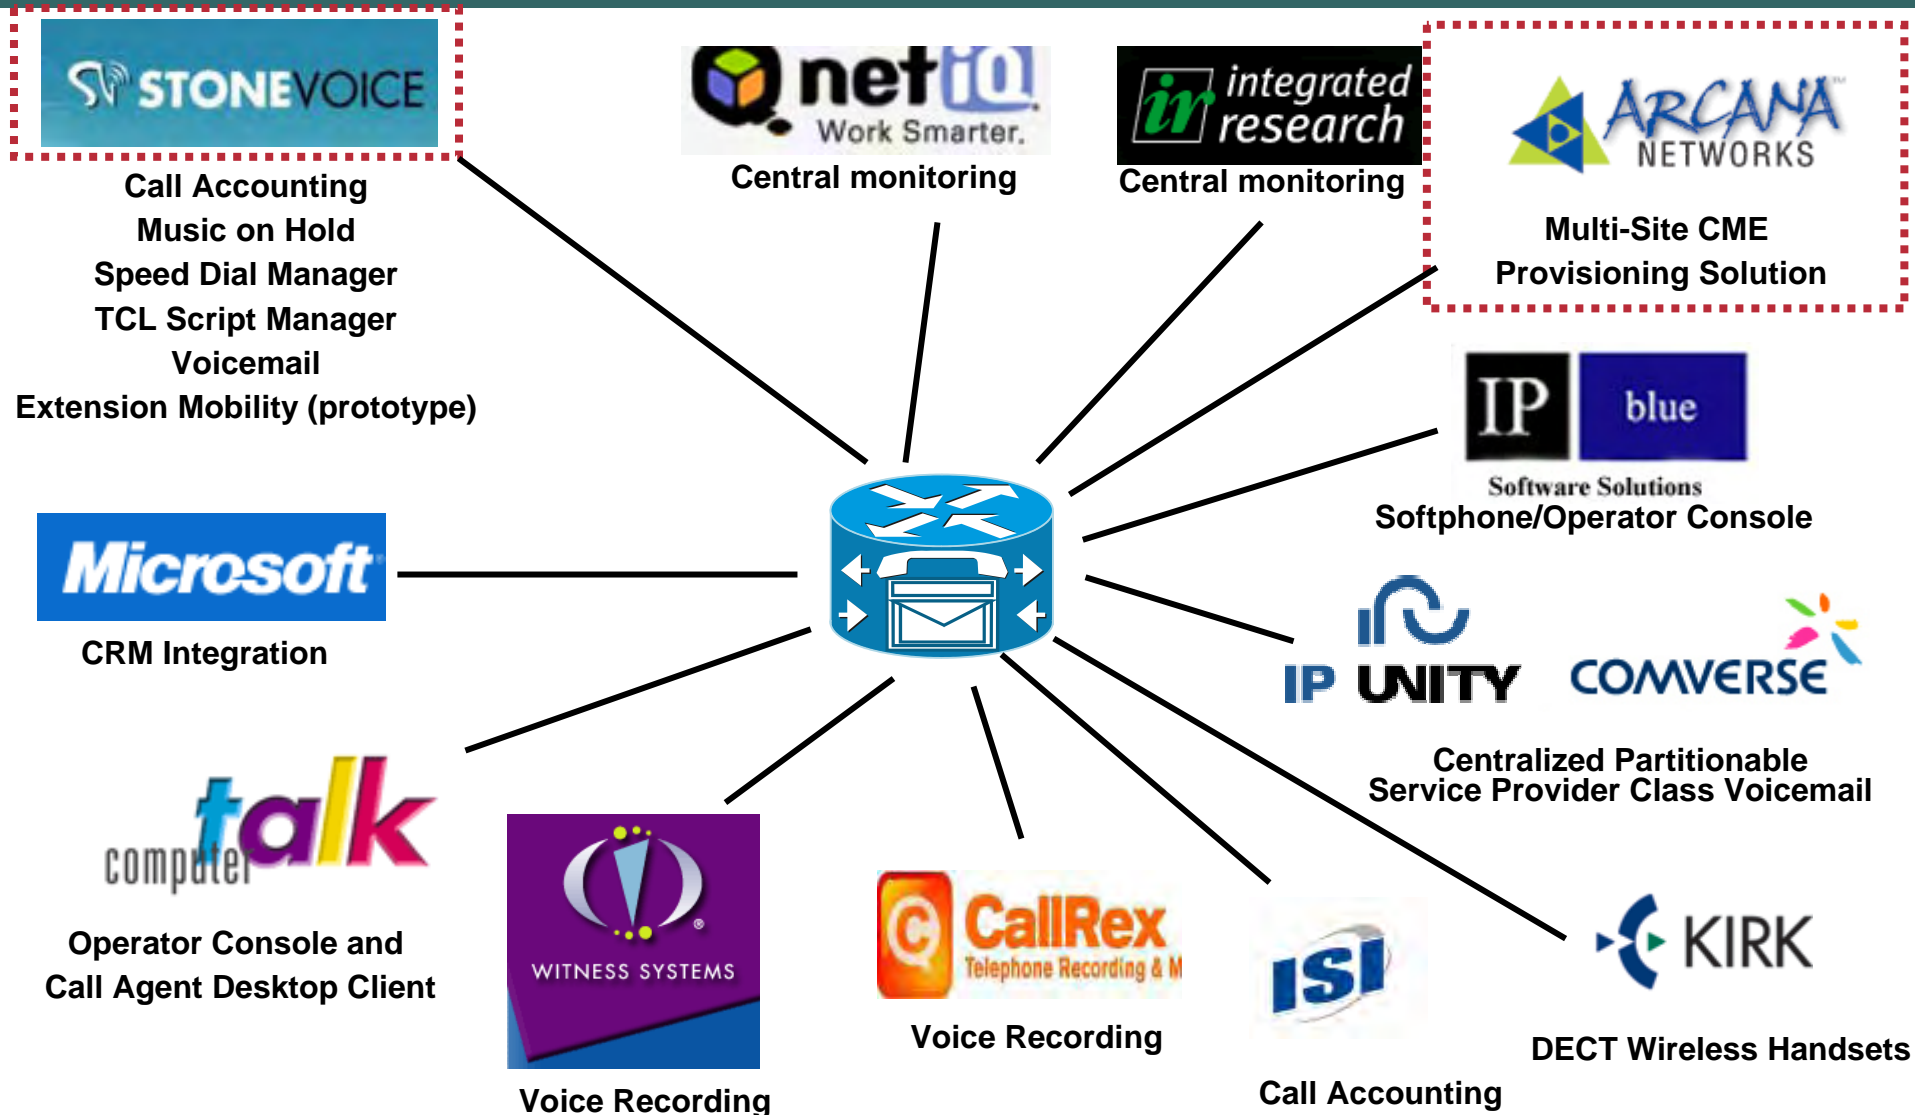 STONEVOICE
Call Accounting
Music on Hold
Speed Dial Manager
TCL Script Manager
Voicemail
Extension Mobility (prototype)
netiQ
Work Smarter.
Central monitoring
ir integrated
research
Central monitoring
ARCANA™
NETWORKS
Multi-Site CME
Provisioning Solution
IP blue
Software Solutions
Softphone/Operator Console
Microsoft®
CRM Integration
IP UNITY
COMVERSE
Centralized Partitionable
Service Provider Class Voicemail
computer talk
Operator Console and
Call Agent Desktop Client
WITNESS SYSTEMS®
Voice Recording
C CallRex
Telephone Recording & M
Voice Recording
ISI
Call Accounting
KIRK
DECT Wireless Handsets